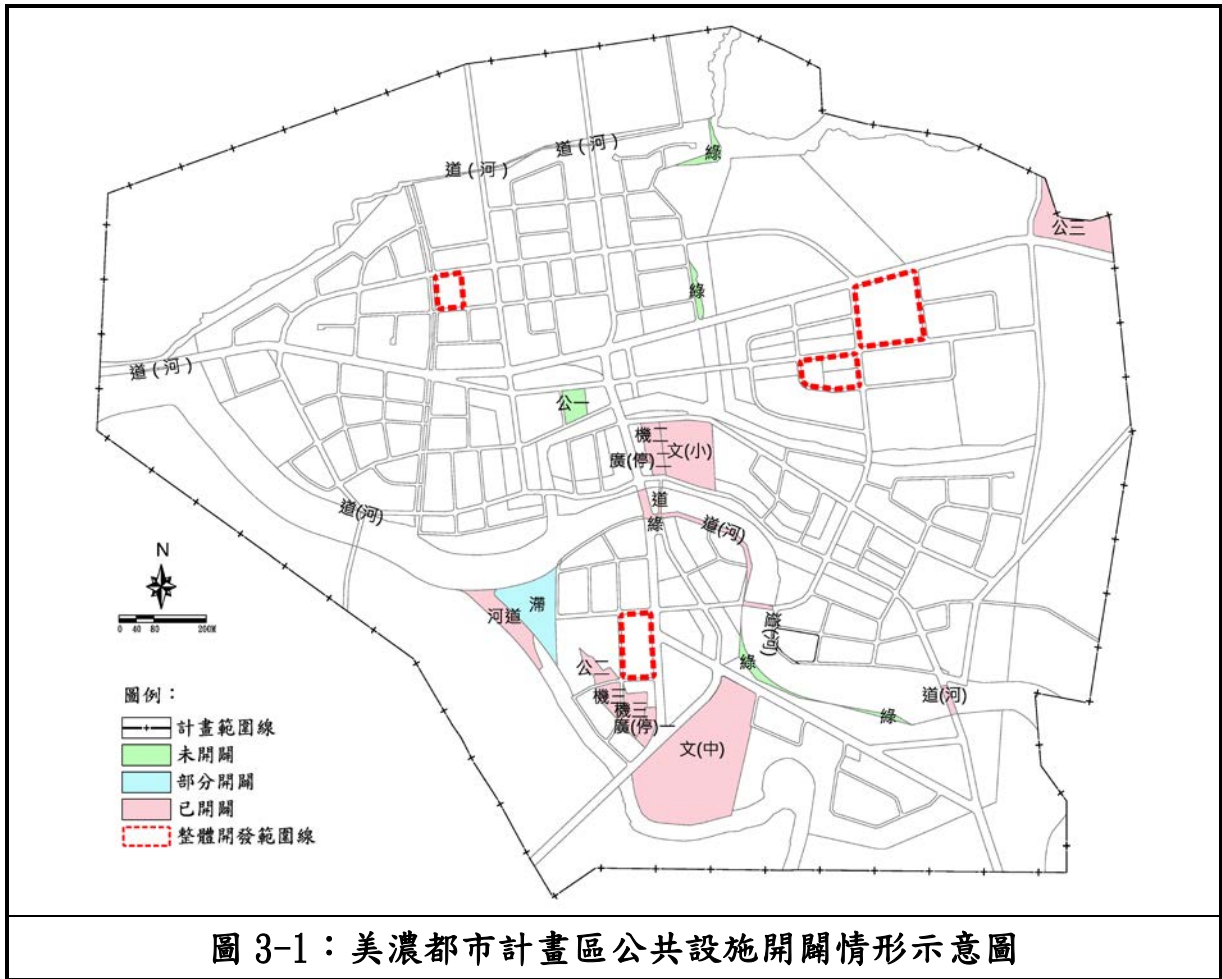 道(河)
道(河)
綠
公三
綠
道(河)
公一
機二
文(小)
廣(停)二
道(河)
道
綠
道(河)
N
0 40 80 200M
滯
河道
道(河)
綠
公二
機三
機三
廣(停)一
道(河)
綠
文(中)
圖例：
計畫範圍線
未開闢
部分開闢
已開闢
整體開發範圍線
圖 3-1：美濃都市計畫區公共設施開闢情形示意圖